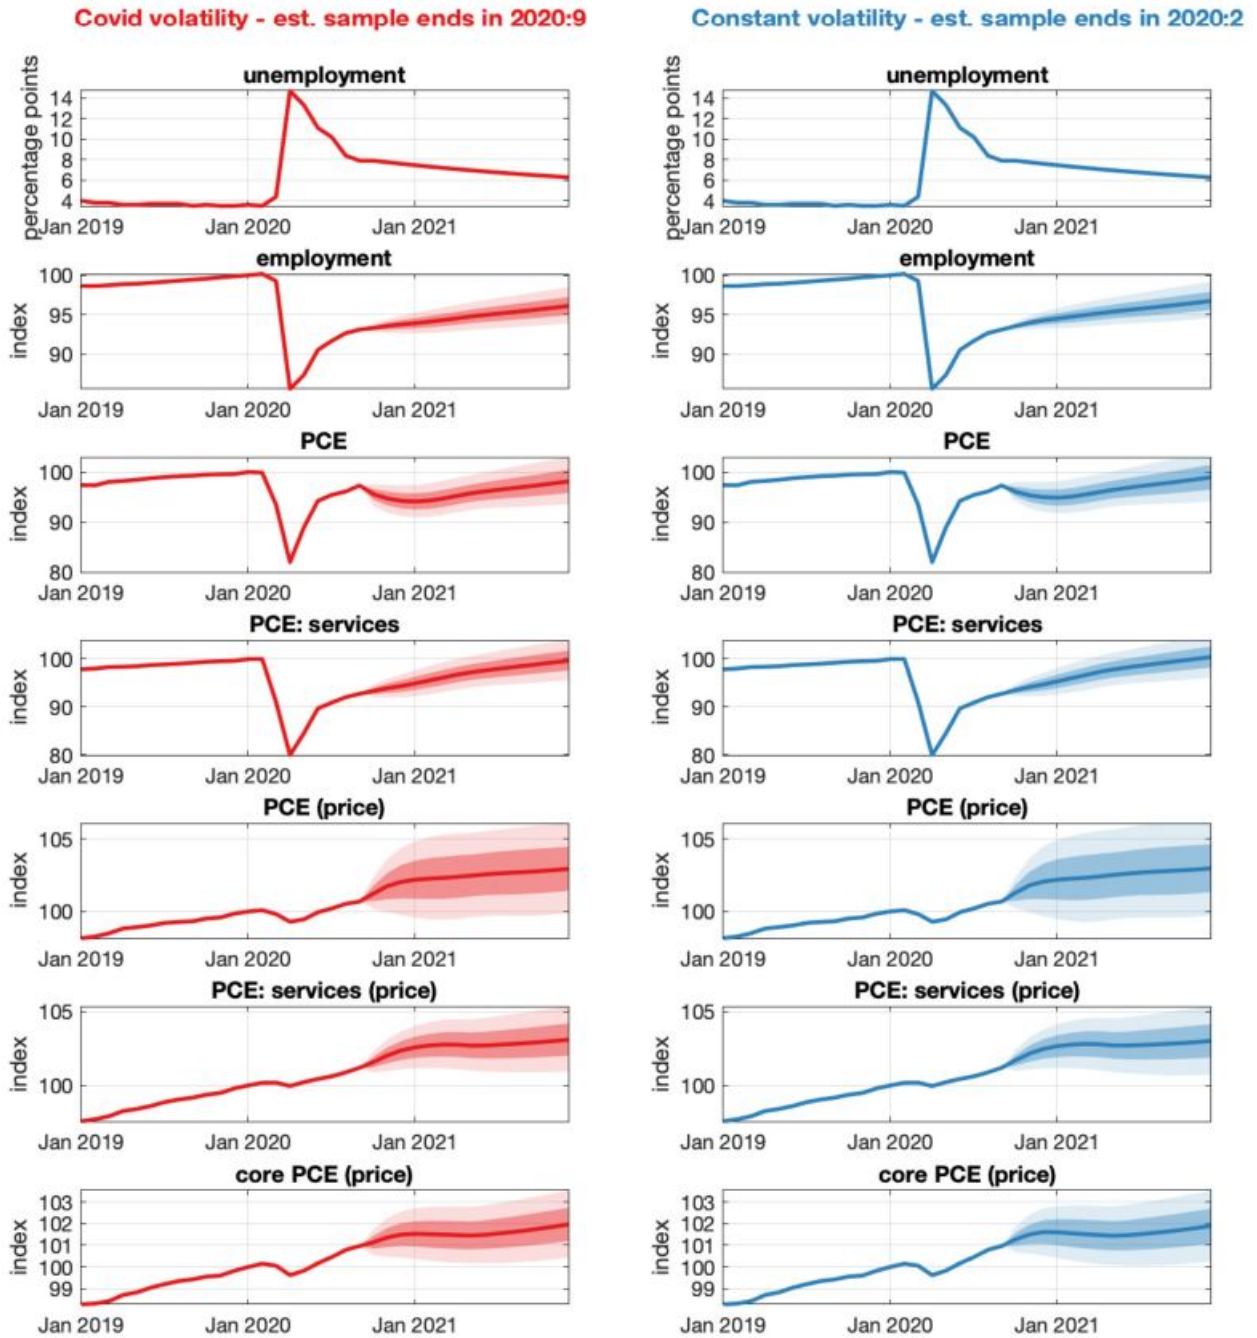 Covid volatility - est. sample ends in 2020:9
Constant volatility - est. sample ends in 2020:2
unemployment
percentage points
14
12
10
8
6
4
Jan 2019 Jan 2020 Jan 2021
unemployment
percentage points
14
12
10
8
6
4
Jan 2019 Jan 2020 Jan 2021
employment
index
100
95
90
Jan 2019 Jan 2020 Jan 2021
employment
index
100
95
90
Jan 2019 Jan 2020 Jan 2021
PCE
index
100
90
80
Jan 2019 Jan 2020 Jan 2021
PCE
index
100
90
80
Jan 2019 Jan 2020 Jan 2021
PCE: services
index
100
90
80
Jan 2019 Jan 2020 Jan 2021
PCE: services
index
100
90
80
Jan 2019 Jan 2020 Jan 2021
PCE (price)
index
105
100
Jan 2019 Jan 2020 Jan 2021
PCE (price)
index
105
100
Jan 2019 Jan 2020 Jan 2021
PCE: services (price)
index
105
100
Jan 2019 Jan 2020 Jan 2021
PCE: services (price)
index
105
100
Jan 2019 Jan 2020 Jan 2021
core PCE (price)
index
103
102
101
100
99
Jan 2019 Jan 2020 Jan 2021
core PCE (price)
index
103
102
101
100
99
Jan 2019 Jan 2020 Jan 2021